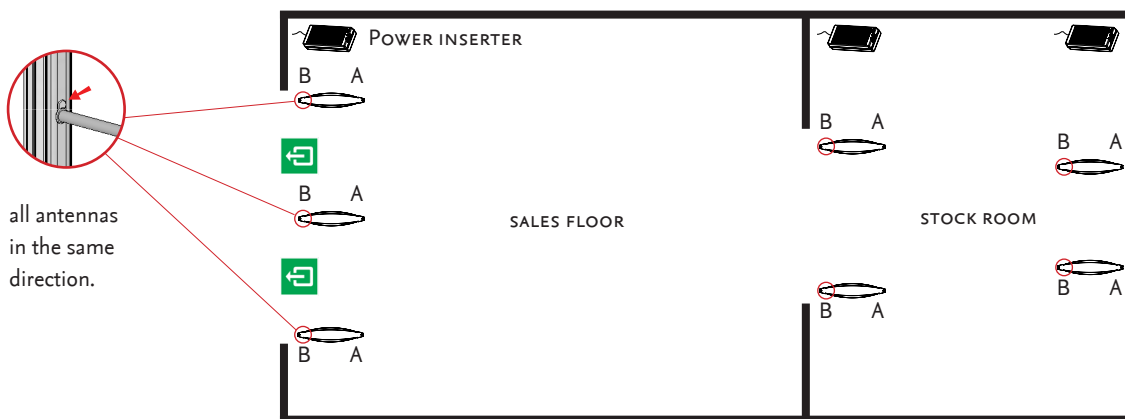 POWER INSERTER
B A
B A
B A
B A
B A
all antennas
in the same
direction.
SALES FLOOR
STOCK ROOM
B A
B A
B A